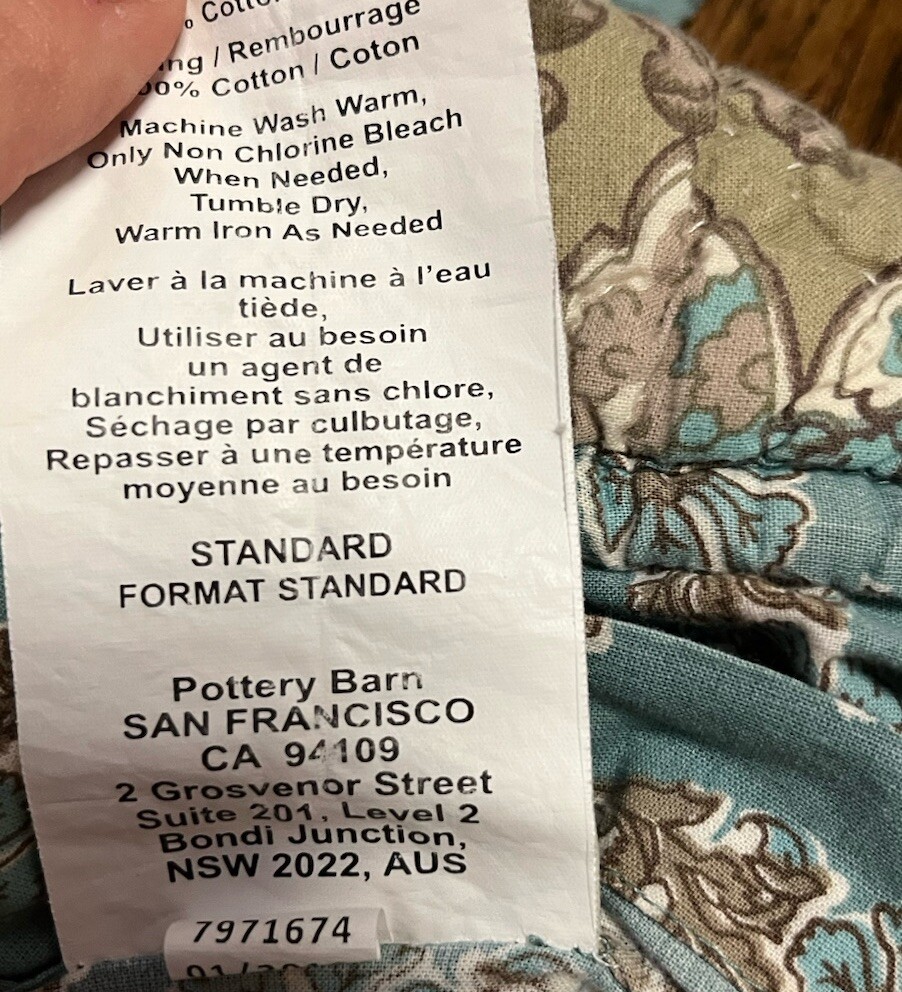 % Cotton
/ Rembourrage
% Cotton / Coton
Machine Wash Warm,
Only Non Chlorine Bleach
When Needed,
Tumble Dry,
Warm Iron As Needed
Laver à la machine à l'eau
tiède,
Utiliser au besoin
un agent de
blanchiment sans chlore,
Séchage par culbutage,
Repasser à une température
moyenne au besoin
STANDARD
FORMAT STANDARD
Pottery Barn
SAN FRANCISCO
CA 94109
2 Grosvenor Street
Suite 201, Level 2
Bondi Junction,
NSW 2022, AUS
7971674